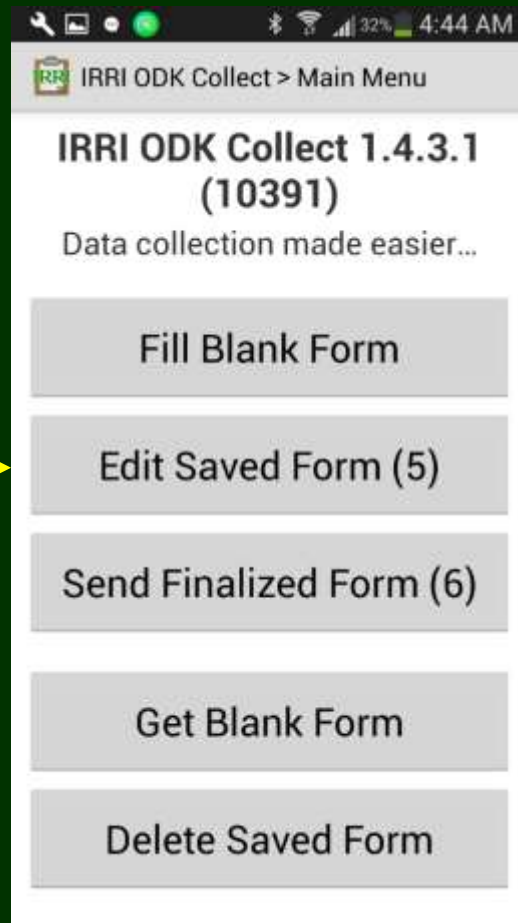 32% 4:44 AM
IRRI ODK Collect > Main Menu
IRRI ODK Collect 1.4.3.1
(10391)
Data collection made easier...
Fill Blank Form
Edit Saved Form (5)
Send Finalized Form (6)
Get Blank Form
Delete Saved Form